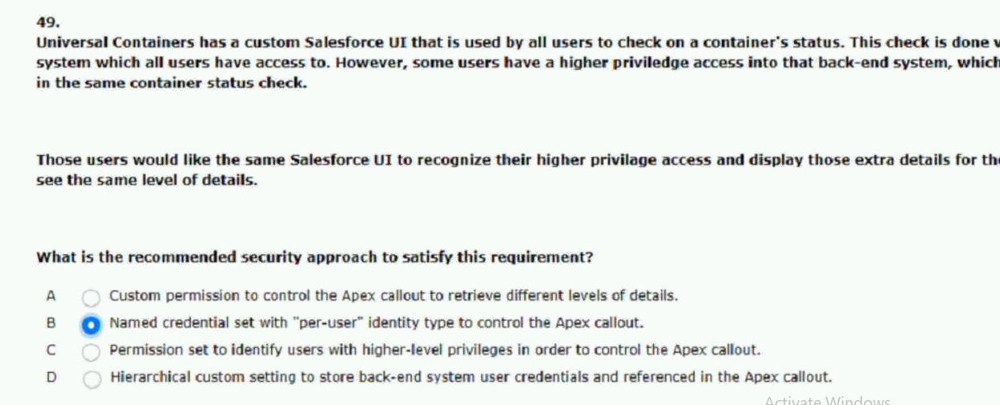 49.
Universal Containers has a custom Salesforce UI that is used by all users to check on a container's status. This check is done
system which all users have access to. However, some users have a higher priviledge access into that back-end system, which
in the same container status check.
Those users would like the same Salesforce UI to recognize their higher privilage access and display those extra details for
see the same level of details.
What is the recommended security approach to satisfy this requirement?
A Custom permission to control the Apex callout to retrieve different levels of details.
B Named credential set with "per-user" identity type to control the Apex callout.
C Permission set to identify users with higher-level privileges in order to control the Apex callout.
D Hierarchical custom setting to store back-end system user credentials and referenced in the Apex callout.
Activate Windows